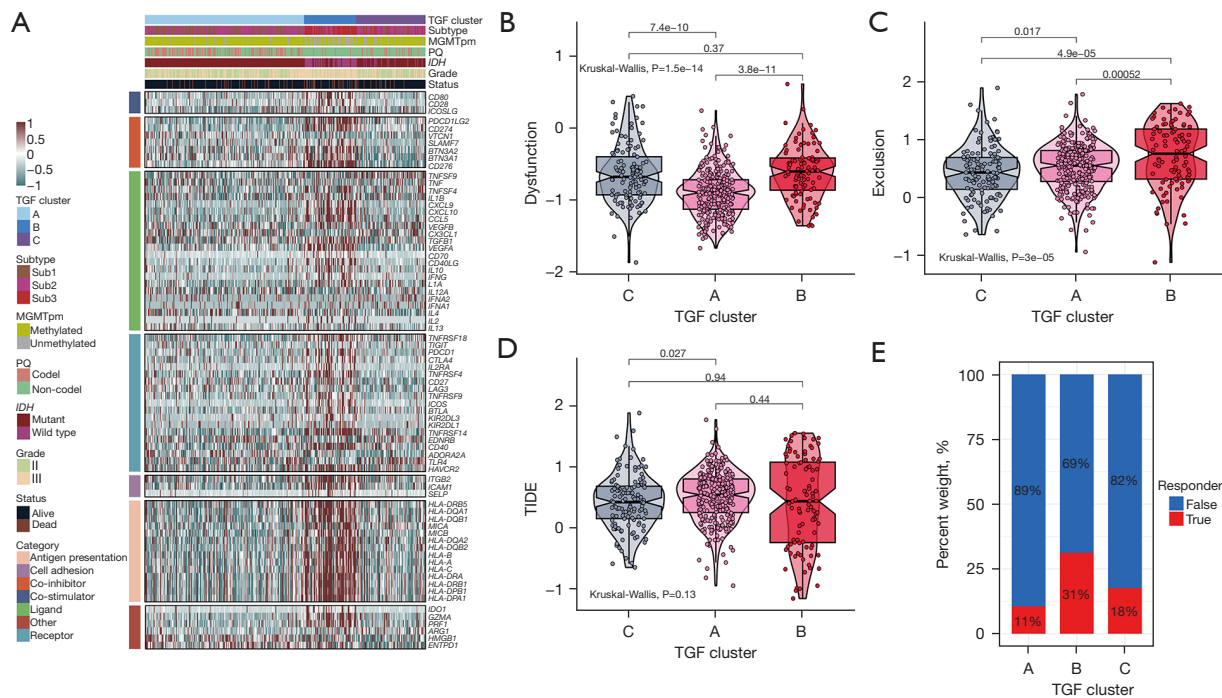 A
TGF cluster
Subtype
MGMTpm
PQ
IDH
Grade
Status
CD80
CD28
ICOSLG
PDCD1LG2
CD274
VTCN1
SLAMF7
BTN3A2
BTN3A1
CD276
TNFSF9
TNF
TNFSF4
IL1B
CXCL9
CXCL10
CCL5
VEGFB
CX3CL1
TGFB1
VEGFA
CD70
CD40LG
IL10
IFNG
L1A
IL12A
IFNA2
IFNA1
IL4
IL2
IL13
TNFRSF18
TIGIT
PDCD1
CTLA4
IL2RA
TNFRSF4
CD27
LAG3
TNFRSF9
ICOS
BTLA
KIR2DL3
KIR2DL1
TNFRSF14
EDNRB
CD40
ADORA2A
TLR4
HAVCR2
ITGB2
ICAM1
SELP
HLA-DRB5
HLA-DQA1
HLA-DQB1
MICA
MICB
HLA-DQA2
HLA-DQB2
HLA-B
HLA-A
HLA-C
HLA-DRA
HLA-DRB1
HLA-DPB1
HLA-DPA1
IDO1
GZMA
PRF1
ARG1
HMGB1
ENTPD1
1
0.5
0
−0.5
−1
TGF cluster
A
B
C
Subtype
Sub1
Sub2
Sub3
MGMTpm
Methylated
Unmethylated
PQ
Codel
Non-codel
IDH
Mutant
Wild type
Grade
II
III
Status
Alive
Dead
Category
Antigen presentation
Cell adhesion
Co-inhibitor
Co-stimulator
Ligand
Other
Receptor
B
7.4e−10
0.37
Kruskal-Wallis, P=1.5e−14
3.8e−11
Dysfunction
1
0
−1
−2
C A B
TGF cluster
C
0.017
4.9e−05
0.00052
Exclusion
2
1
0
−1
Kruskal-Wallis, P=3e−05
C A B
TGF cluster
D
0.027
0.94
0.44
TIDE
2
1
0
−1
Kruskal-Wallis, P=0.13
C A B
TGF cluster
E
Percent weight, %
100
75
50
25
0
89%
69%
82%
11%
31%
18%
A B C
TGF cluster
Responder
False
True